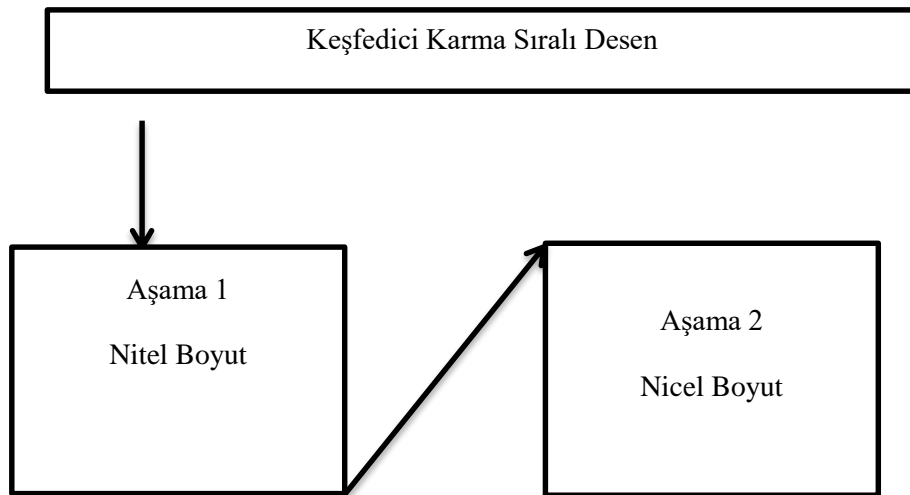 Keşfedici Karma Sıralı Desen
Aşama 1
Nitel Boyut
Aşama 2
Nicel Boyut